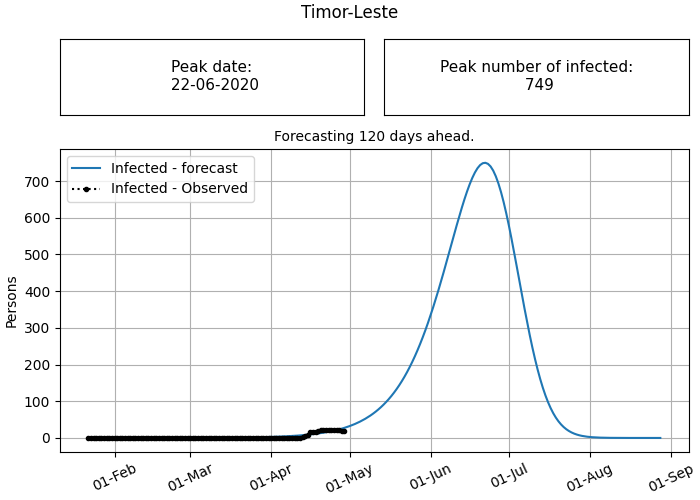 Timor-Leste
Peak date:
22-06-2020
Peak number of infected:
749
Forecasting 120 days ahead.
Infected - forecast
Infected - Observed
Persons
700
600
500
400
300
200
100
0
01-Feb
01-Mar
01-Apr
01-May
01-Jun
01-Jul
01-Aug
01-Sep